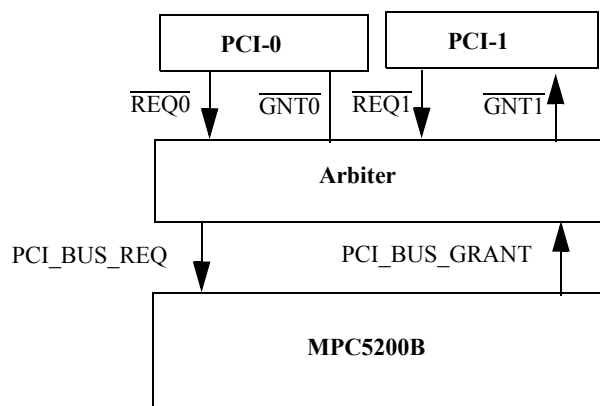 PCI-0
PCI-1
REQ0
GNT0
REQ1
GNT1
Arbiter
PCI_BUS_REQ
PCI_BUS_GRANT
MPC5200B